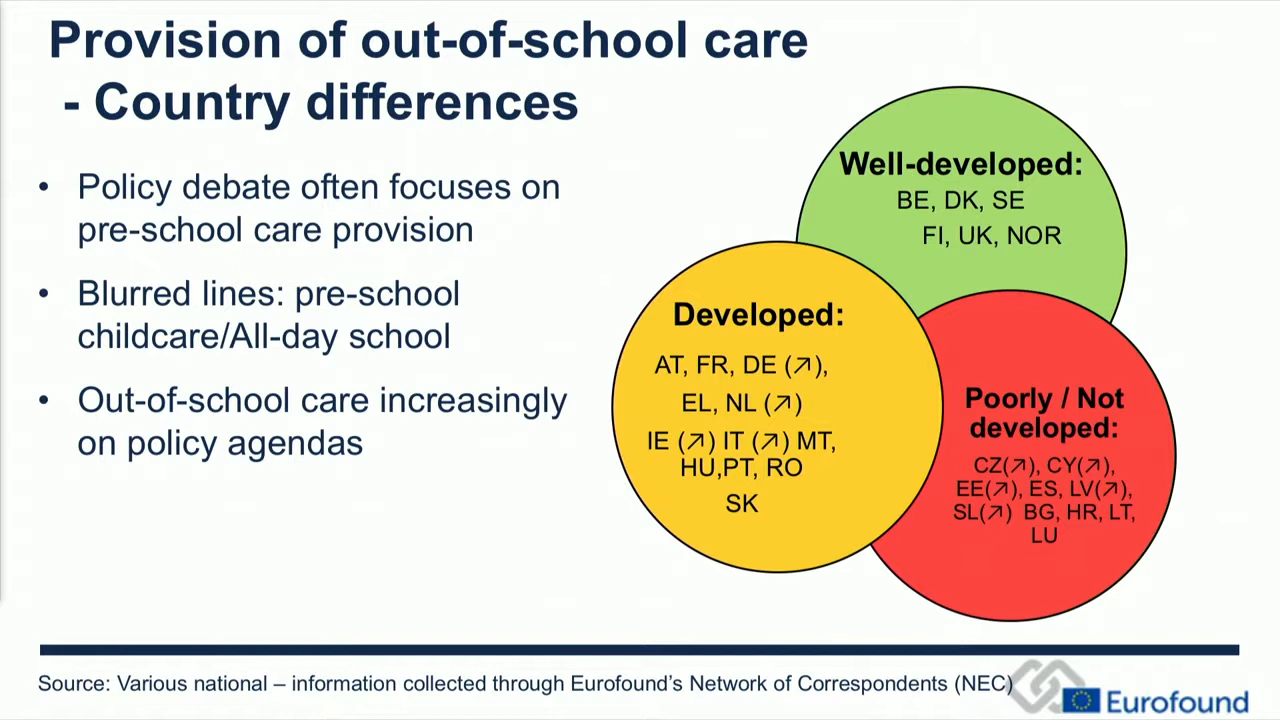 Provision of out-of-school care
- Country differences
• Policy debate often focuses on
pre-school care provision
• Blurred lines: pre-school
childcare/All-day school
• Out-of-school care increasingly
on policy agendas
Well-developed:
BE, DK, SE
FI, UK, NOR
Developed:
AT, FR, DE (↗),
EL, NL (↗)
IE (↗) IT (↗) MT,
HU,PT, RO
SK
Poorly / Not
developed:
CZ(↗), CY(↗),
EE(↗), ES, LV(↗),
SL(↗) BG, HR, LT,
LU
Source: Various national – information collected through Eurofound’s Network of Correspondents (NEC)
Eurofound